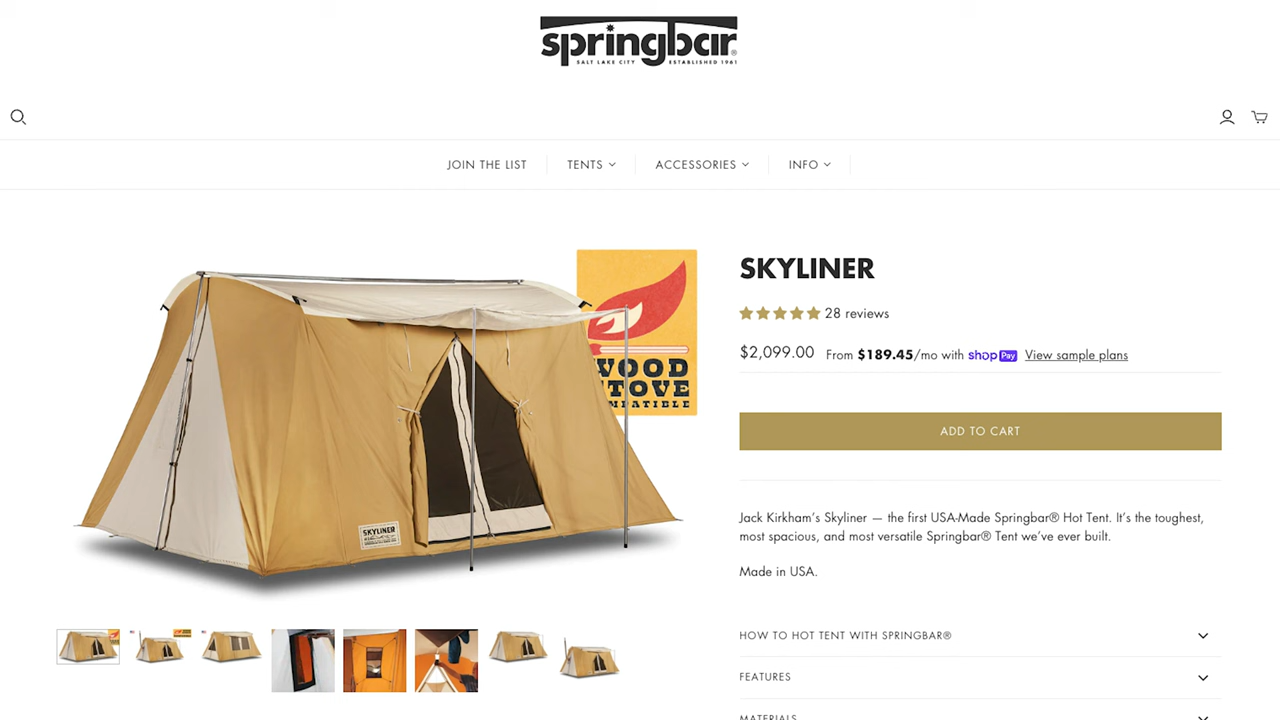 springbar®
SALT LAKE CITY ESTABLISHED 1961
JOIN THE LIST
TENTS
ACCESSORIES
INFO
WOOD
STOVE
COMPATIBLE
SKYLINER
SKYLINER
28 reviews
$2,099.00 From $189.45/mo with shop Pay View sample plans
ADD TO CART
Jack Kirkham's Skyliner — the first USA-Made Springbar® Hot Tent. It's the toughest,
most spacious, and most versatile Springbar® Tent we've ever built.
Made in USA.
HOW TO HOT TENT WITH SPRINGBAR®
FEATURES
MATERIALS